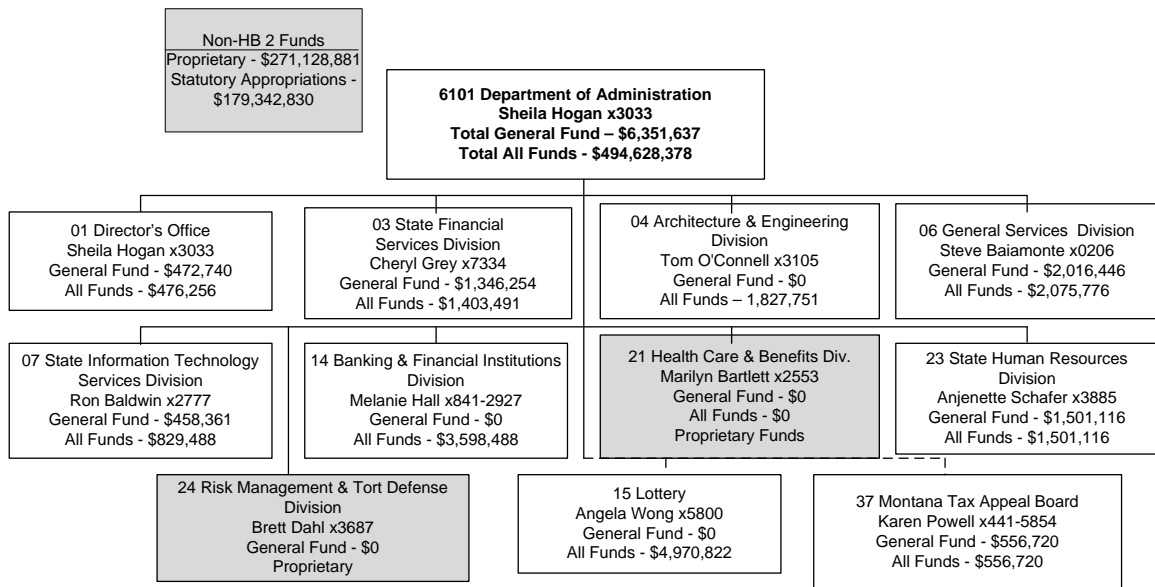 Non-HB 2 Funds
Proprietary - $271,128,881
Statutory Appropriations -
$179,342,830
6101 Department of Administration
Sheila Hogan x3033
Total General Fund – $6,351,637
Total All Funds - $494,628,378
01 Director's Office
Sheila Hogan x3033
General Fund - $472,740
All Funds - $476,256
03 State Financial
Services Division
Cheryl Grey x7334
General Fund - $1,346,254
All Funds - $1,403,491
04 Architecture & Engineering
Division
Tom O'Connell x3105
General Fund - $0
All Funds – 1,827,751
06 General Services  Division
Steve Baiamonte x0206
General Fund - $2,016,446
All Funds - $2,075,776
07 State Information Technology
Services Division
Ron Baldwin x2777
General Fund - $458,361
All Funds - $829,488
14 Banking & Financial Institutions
Division
Melanie Hall x841-2927
General Fund - $0
All Funds - $3,598,488
21 Health Care & Benefits Div.
Marilyn Bartlett x2553
General Fund - $0
All Funds - $0
Proprietary Funds
23 State Human Resources
Division
Anjenette Schafer x3885
General Fund - $1,501,116
All Funds - $1,501,116
24 Risk Management & Tort Defense
Division
Brett Dahl x3687
General Fund - $0
Proprietary
15 Lottery
Angela Wong x5800
General Fund - $0
All Funds - $4,970,822
37 Montana Tax Appeal Board
Karen Powell x441-5854
General Fund - $556,720
All Funds - $556,720